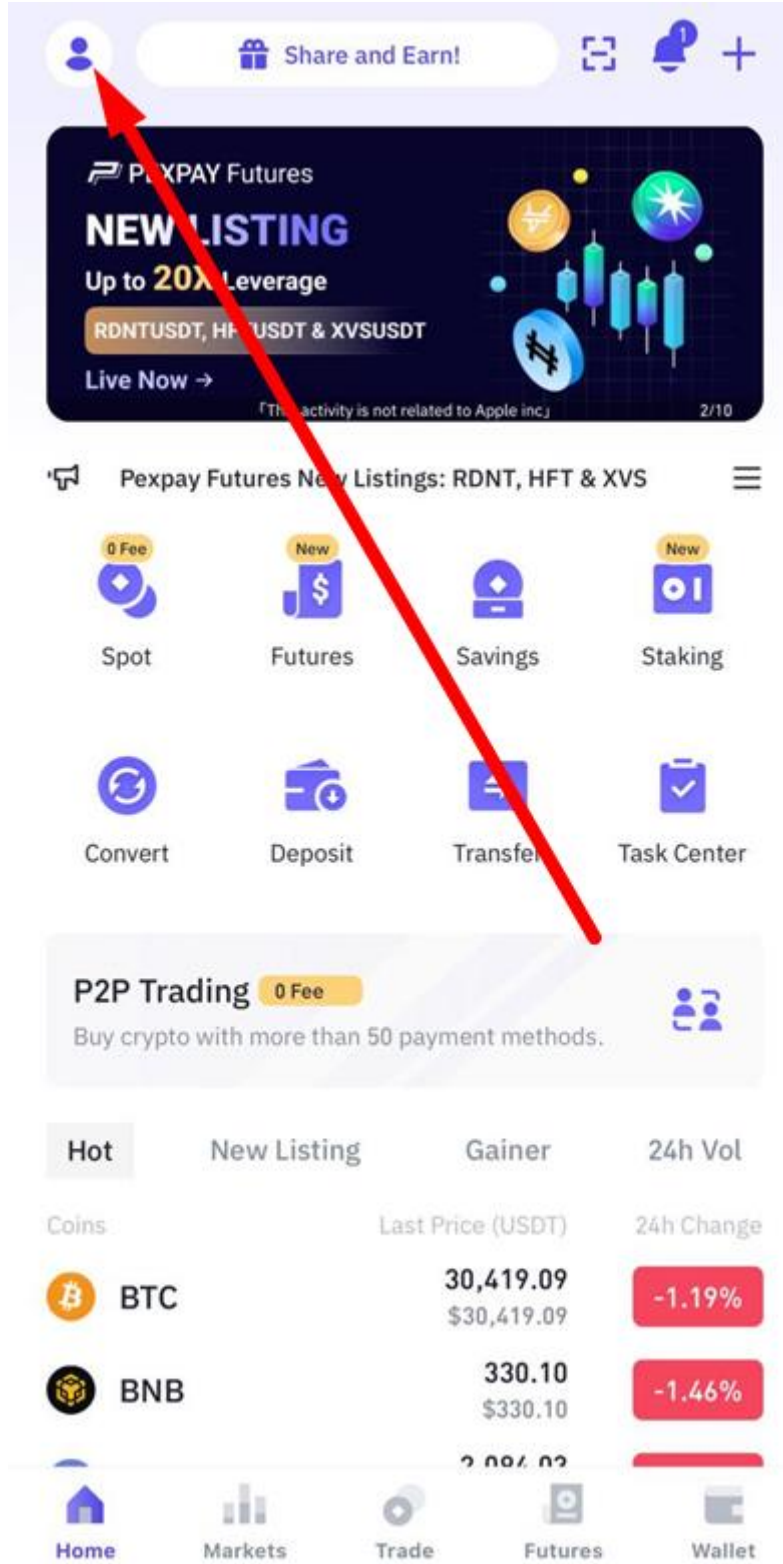 Share and Earn!
1
PEXPAY Futures
NEW LISTING
Up to 20X Leverage
RDNTUSDT, HFTUSDT & XVSUSDT
Live Now →
「This activity is not related to Apple inc」
2/10
Pexpay Futures New Listings: RDNT, HFT & XVS
0 Fee New New
Spot Futures Savings Staking
Convert Deposit Transfer Task Center
P2P Trading 0 Fee
Buy crypto with more than 50 payment methods.
Hot New Listing Gainer 24h Vol
Coins Last Price (USDT) 24h Change
BTC 30,419.09 -1.19%
$30,419.09
BNB 330.10 -1.46%
$330.10
Home Markets Trade Futures Wallet